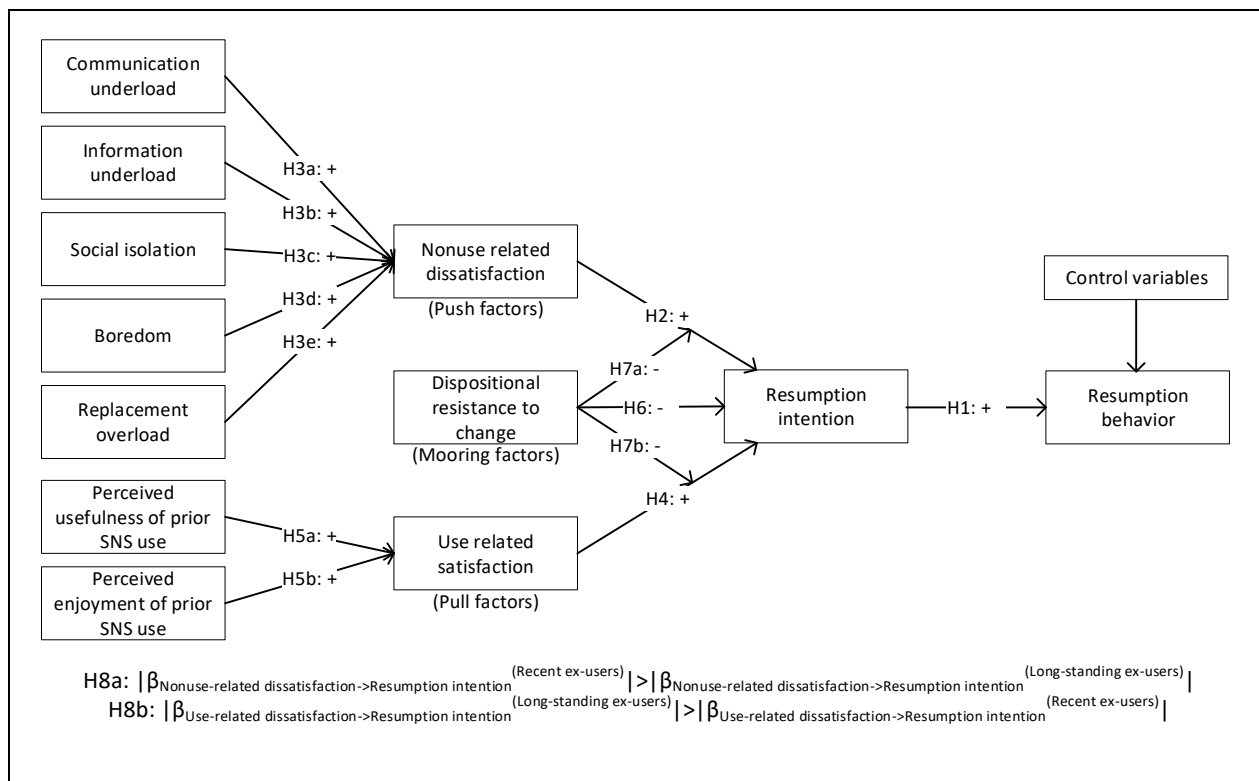 Communication
underload
Information
underload
Social isolation
Boredom
Replacement
overload
Perceived
usefulness of prior
SNS use
Perceived
enjoyment of prior
SNS use
H3a: +
H3b: +
H3c: +
H3d: +
H3e: +
H5a: +
H5b: +
Nonuse related
dissatisfaction
(Push factors)
Dispositional
resistance to
change
(Mooring factors)
Use related
satisfaction
(Pull factors)
H2: +
H7a: -
H6: -
H7b: -
H4: +
Resumption
intention
H1: +
Control variables
Resumption
behavior
H8a: |βNonuse-related dissatisfaction->Resumption intention(Recent ex-users)|>|βNonuse-related dissatisfaction->Resumption intention(Long-standing ex-users)|
H8b: |βUse-related dissatisfaction->Resumption intention(Long-standing ex-users)|>|βUse-related dissatisfaction->Resumption intention(Recent ex-users)|